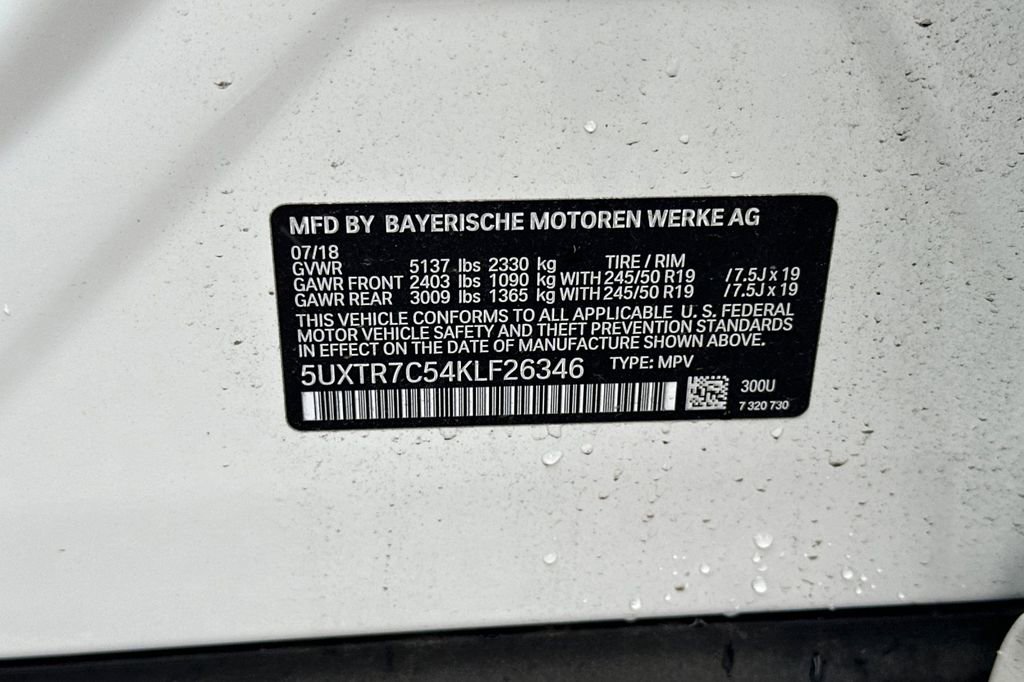 MFD BY BAYERISCHE MOTOREN WERKE AG
07/18 TIRE / RIM
GVWR 5137 lbs 2330 kg
GAWR FRONT 2403 lbs 1090 kg WITH 245/50 R19 /7.5J x 19
GAWR REAR 3009 lbs 1365 kg WITH 245/50 R19 /7.5J x 19
THIS VEHICLE CONFORMS TO ALL APPLICABLE U. S. FEDERAL
MOTOR VEHICLE SAFETY AND THEFT PREVENTION STANDARDS
IN EFFECT ON THE DATE OF MANUFACTURE SHOWN ABOVE.
5UXTR7C54KLF26346 TYPE: MPV
300U
7 320 730